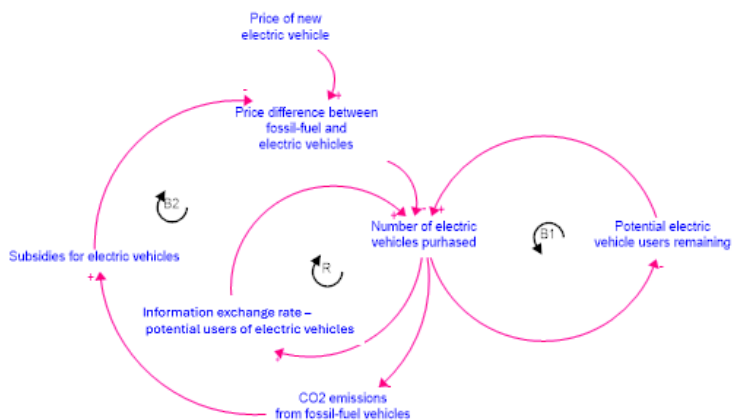 Price of new
electric vehicle
-
+
Price difference between
fossil-fuel and
electric vehicles
B2
+
-
+
Number of electric
vehicles purhased
B1
Potential electric
vehicle users remaining
-
Subsidies for electric vehicles
+
R
Information exchange rate –
potential users of electric vehicles
+
-
CO2 emissions
from fossil-fuel vehicles